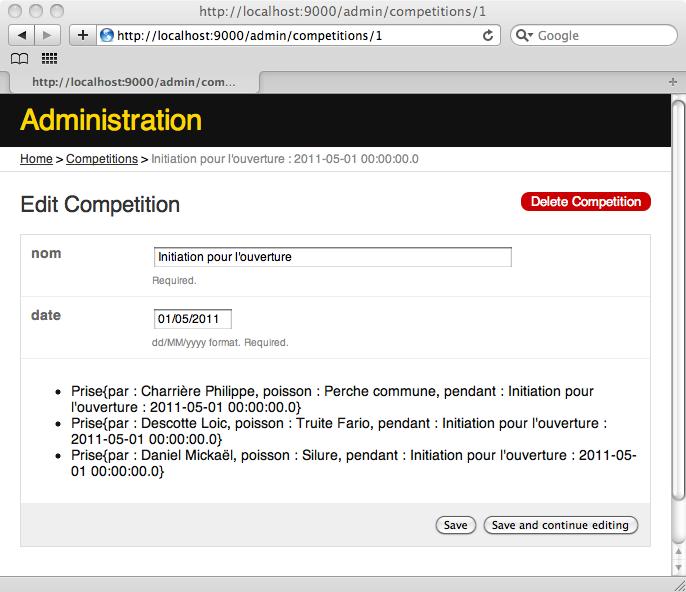 http://localhost:9000/admin/competitions/1
http://localhost:9000/admin/competitions/1
Google
http://localhost:9000/admin/com...
Administration
Home > Competitions > Initiation pour l'ouverture : 2011-05-01 00:00:00.0
Edit Competition
Delete Competition
nom
Initiation pour l'ouverture
Required.
date
01/05/2011
dd/MM/yyyy format. Required.
Prise{par : Charrière Philippe, poisson : Perche commune, pendant : Initiation pour
l'ouverture : 2011-05-01 00:00:00.0}
Prise{par : Descotte Loic, poisson : Truite Fario, pendant : Initiation pour l'ouverture :
2011-05-01 00:00:00.0}
Prise{par : Daniel Mickaël, poisson : Silure, pendant : Initiation pour l'ouverture : 2011-05-
01 00:00:00.0}
Save
Save and continue editing